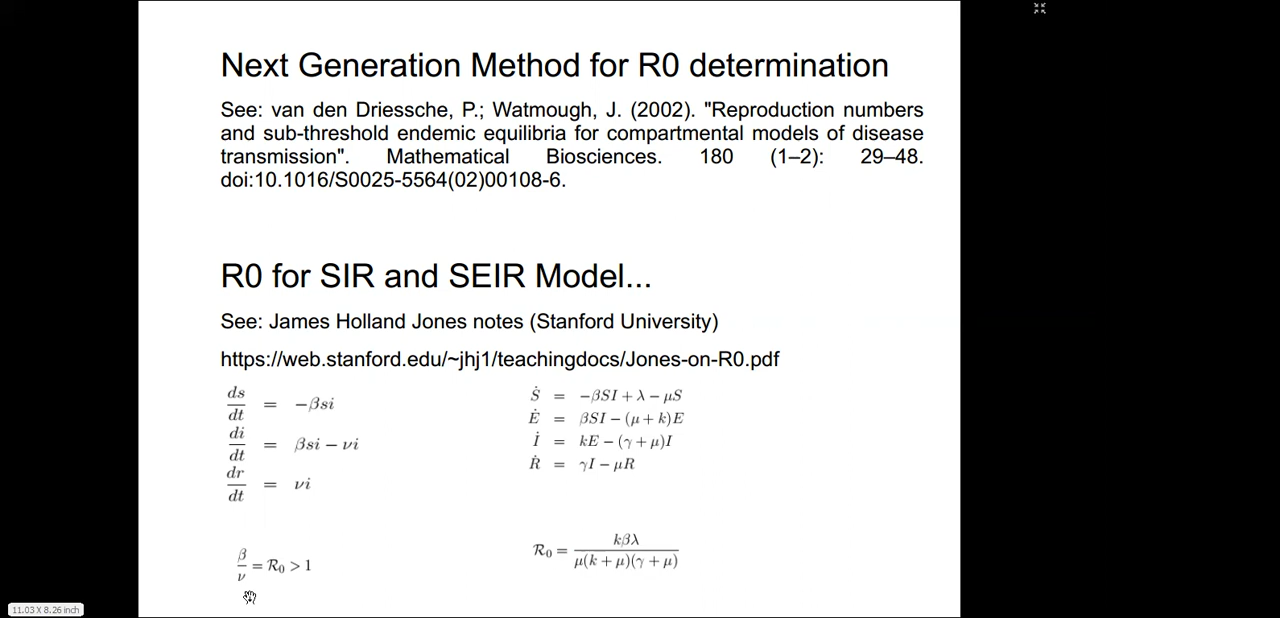 Next Generation Method for R0 determination
See: van den Driessche, P.; Watmough, J. (2002). "Reproduction numbers
and sub-threshold endemic equilibria for compartmental models of disease
transmission". Mathematical Biosciences. 180 (1–2): 29–48.
doi:10.1016/S0025-5564(02)00108-6.
R0 for SIR and SEIR Model...
See: James Holland Jones notes (Stanford University)
https://web.stanford.edu/~jhj1/teachingdocs/Jones-on-R0.pdf
ds/dt = −βsi
di/dt = βsi − νi
dr/dt = νi
Ṡ = −βSI + λ − μS
Ė = βSI − (μ + k)E
İ = kE − (γ + μ)I
Ṙ = γI − μR
β/ν = R₀ > 1
R₀ = kβλ / μ(k + μ)(γ + μ)
11.03 X 8.26 inch